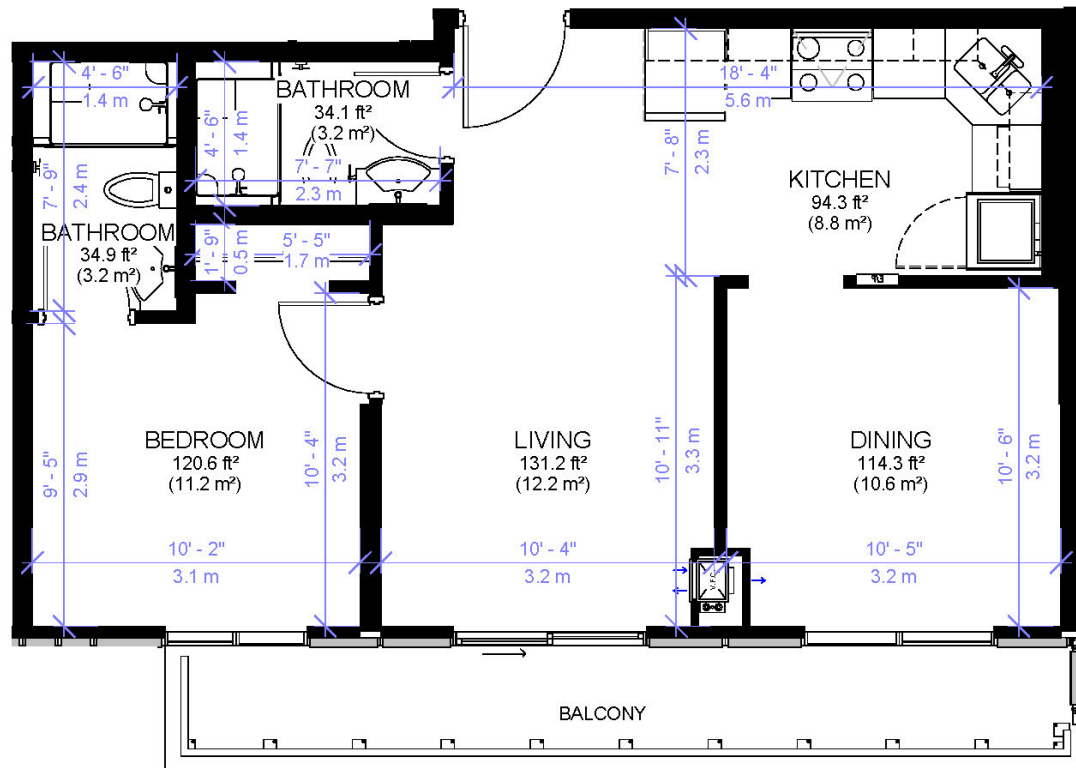 4' - 6"
1.4 m
BATHROOM
34.1 ft²
(3.2 m²)
18' - 4"
5.6 m
4' - 6"
1.4 m
7' - 7"
2.3 m
7' - 8"
2.3 m
KITCHEN
94.3 ft²
(8.8 m²)
7' - 9"
2.4 m
BATHROOM
34.9 ft²
(3.2 m²)
1' - 9"
0.5 m
5' - 5"
1.7 m
BEDROOM
120.6 ft²
(11.2 m²)
9' - 5"
2.9 m
10' - 4"
3.2 m
LIVING
131.2 ft²
(12.2 m²)
10' - 11"
3.3 m
DINING
114.3 ft²
(10.6 m²)
10' - 6"
3.2 m
10' - 2"
3.1 m
10' - 4"
3.2 m
10' - 5"
3.2 m
BALCONY